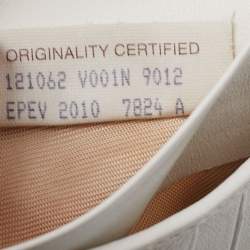 ORIGINALITY CERTIFIED
121062 V001N 9012
EPEV 2010 7824 A